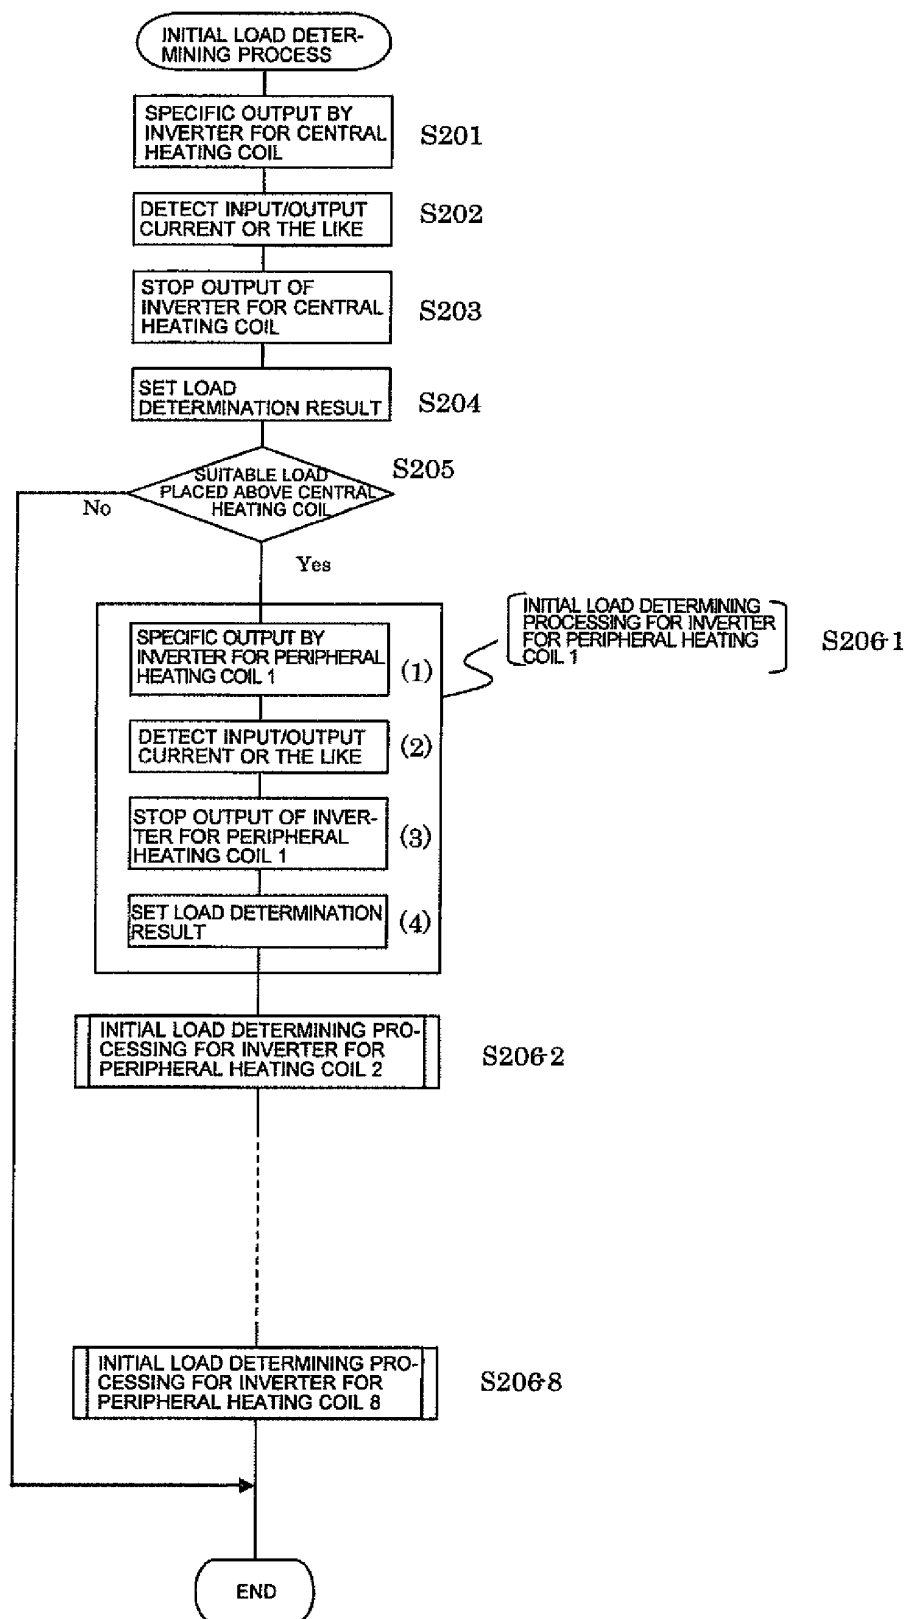 INITIAL LOAD DETER-
MINING PROCESS
SPECIFIC OUTPUT BY
INVERTER FOR CENTRAL
HEATING COIL
S201
DETECT INPUT/OUTPUT
CURRENT OR THE LIKE
S202
STOP OUTPUT OF
INVERTER FOR CENTRAL
HEATING COIL
S203
SET LOAD
DETERMINATION RESULT
S204
SUITABLE LOAD
PLACED ABOVE CENTRAL
HEATING COIL
S205
No
Yes
INITIAL LOAD DETERMINING
PROCESSING FOR INVERTER
FOR PERIPHERAL HEATING
COIL 1
S206-1
SPECIFIC OUTPUT BY
INVERTER FOR PERIPHERAL
HEATING COIL 1
(1)
DETECT INPUT/OUTPUT
CURRENT OR THE LIKE
(2)
STOP OUTPUT OF INVER-
TER FOR PERIPHERAL
HEATING COIL 1
(3)
SET LOAD DETERMINATION
RESULT
(4)
INITIAL LOAD DETERMINING PRO-
CESSING FOR INVERTER FOR
PERIPHERAL HEATING COIL 2
S206-2
INITIAL LOAD DETERMINING PRO-
CESSING FOR INVERTER FOR
PERIPHERAL HEATING COIL 8
S206-8
END